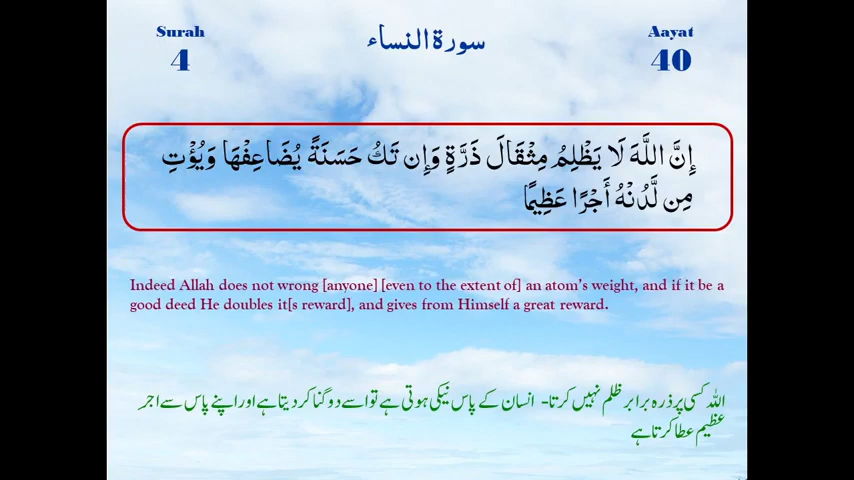 Surah
4
سورة النساء
Aayat
40
إِنَّ اللَّهَ لَا يَظْلِمُ مِثْقَالَ ذَرَّةٍ وَإِن تَكُ حَسَنَةً يُضَاعِفْهَا وَيُؤْتِ
مِن لَّدُنْهُ أَجْرًا عَظِيمًا
Indeed Allah does not wrong [anyone] [even to the extent of] an atom's weight, and if it be a
good deed He doubles it[s reward], and gives from Himself a great reward.
اللہ کسی پر ذرہ برابر ظلم نہیں کرتا- انسان کے پاس نیکی ہوتی ہے تو اسے دوگنا کردیتا ہے اور اپنے پاس سے اجر
عظیم عطا کرتا ہے